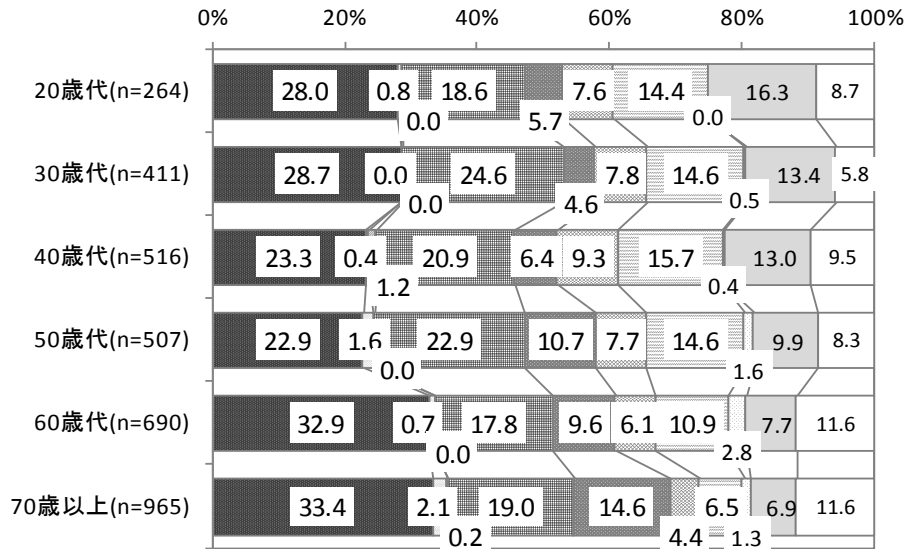 0% 20% 40% 60% 80% 100%
20歳代(n=264) 28.0 0.8 18.6 7.6 14.4 16.3 8.7
0.0 5.7 0.0
30歳代(n=411) 28.7 0.0 24.6 7.8 14.6 13.4 5.8
0.0 4.6 0.5
40歳代(n=516) 23.3 0.4 20.9 6.4 9.3 15.7 13.0 9.5
1.2 0.4
50歳代(n=507) 22.9 1.6 22.9 10.7 7.7 14.6 9.9 8.3
0.0 1.6
60歳代(n=690) 32.9 0.7 17.8 9.6 6.1 10.9 7.7 11.6
0.0 2.8
70歳以上(n=965) 33.4 2.1 19.0 14.6 6.5 6.9 11.6
0.2 4.4 1.3